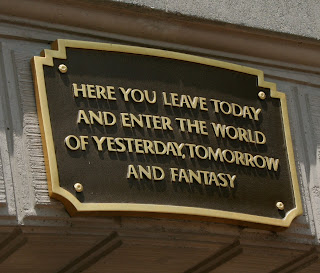 HERE YOU LEAVE TODAY
AND ENTER THE WORLD
OF YESTERDAY, TOMORROW
AND FANTASY